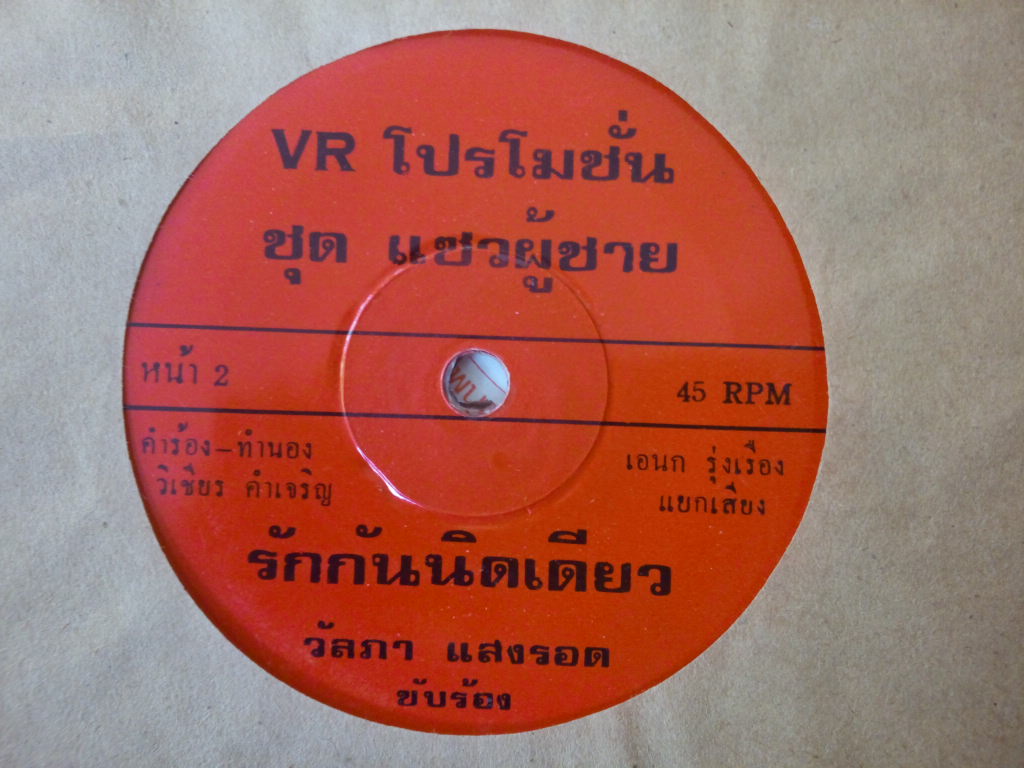 VR โปรโมชั่น
ชุด แซวผู้ชาย
หน้า 2
45 RPM
คำร้อง-ทำนอง
วิเชียร คำเจริญ
เอนก รุ่งเรือง
แยกเสียง
รักกันนิดเดียว
วัลภา แสงรอด
ขับร้อง